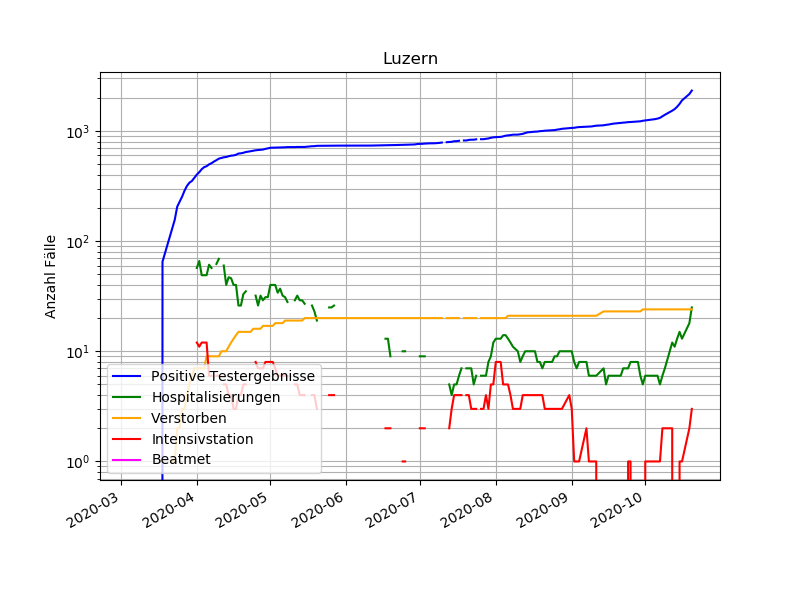 Luzern
Anzahl Fälle
10³
10²
10¹
10⁰
Positive Testergebnisse
Hospitalisierungen
Verstorben
Intensivstation
Beatmet
2020-03
2020-04
2020-05
2020-06
2020-07
2020-08
2020-09
2020-10